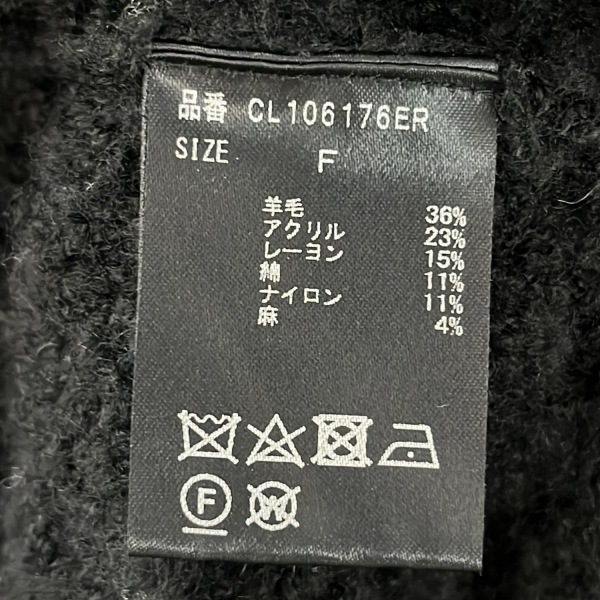 品番 CL106176ER
SIZE F
羊毛 36%
アクリル 23%
レーヨン 15%
綿 11%
ナイロン 11%
麻 4%
F W